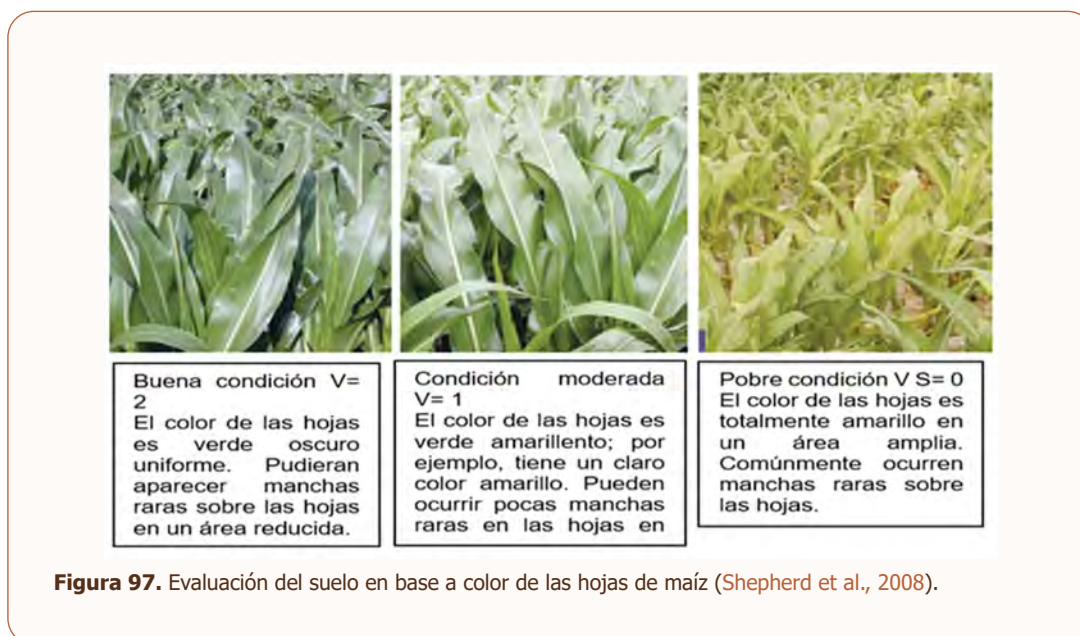 Buena condición V=
2
El color de las hojas
es verde oscuro
uniforme. Pudieran
aparecer manchas
raras sobre las hojas
en un área reducida.
Condición moderada
V= 1
El color de las hojas es
verde amarillento; por
ejemplo, tiene un claro
color amarillo. Pueden
ocurrir pocas manchas
raras en las hojas en
Pobre condición V S= 0
El color de las hojas es
totalmente amarillo en
un área amplia.
Comúnmente ocurren
manchas raras sobre
las hojas.
Figura 97. Evaluación del suelo en base a color de las hojas de maíz (Shepherd et al., 2008).